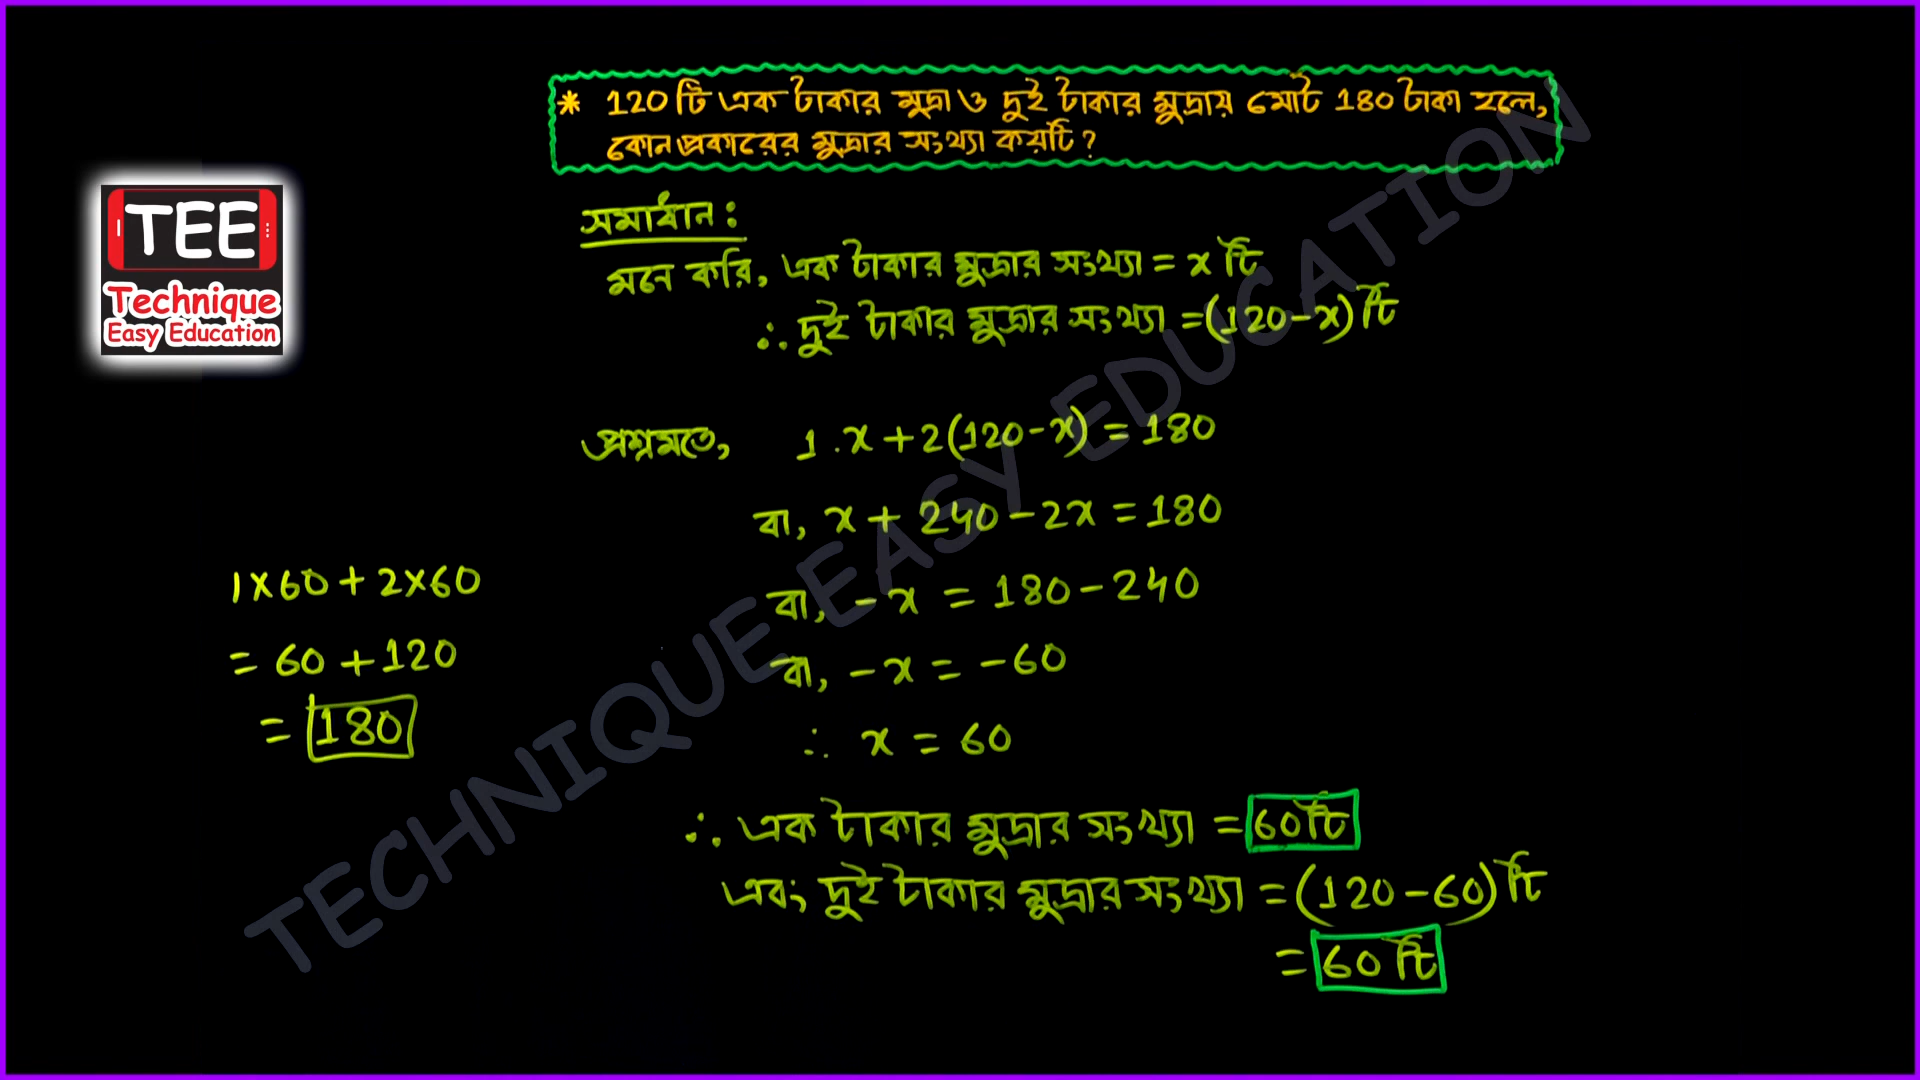 * 120 টি এক টাকার মুদ্রা ও দুই টাকার মুদ্রায় মোট 180 টাকা হলে,
কোন প্রকারের মুদ্রার সংখ্যা কয়টি?
TEE
Technique
Easy Education
সমাধান:
মনে করি, এক টাকার মুদ্রার সংখ্যা = x টি
∴ দুই টাকার মুদ্রার সংখ্যা = (120-x) টি
প্রশ্নমতে, 1.x + 2(120-x) = 180
বা, x + 240 - 2x = 180
বা, -x = 180 - 240
বা, -x = -60
∴ x = 60
1x60 + 2x60
= 60 + 120
= 180
∴ এক টাকার মুদ্রার সংখ্যা = 60 টি
এবং দুই টাকার মুদ্রার সংখ্যা = (120-60) টি
= 60 টি
TECHNIQUE EASY EDUCATION